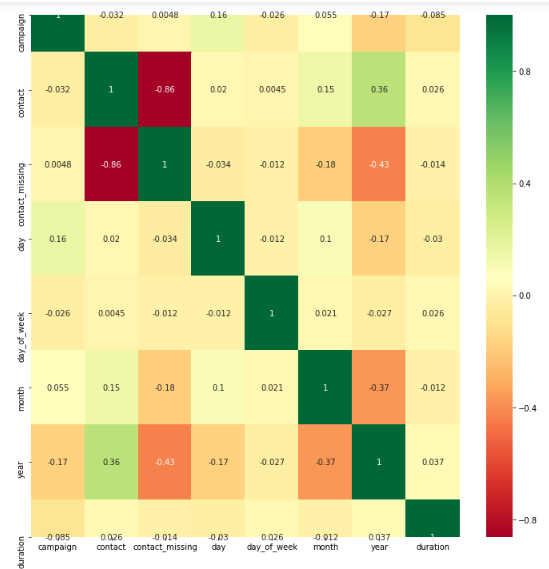 campaign 1 -0.032 0.0048 0.16 -0.026 0.055 -0.17 -0.085
contact -0.032 1 -0.86 0.02 0.0045 0.15 0.36 0.026
contact_missing 0.0048 -0.86 1 -0.034 -0.012 -0.18 -0.43 -0.014
day 0.16 0.02 -0.034 1 -0.012 0.1 -0.17 -0.03
day_of_week -0.026 0.0045 -0.012 -0.012 1 0.021 -0.027 0.026
month 0.055 0.15 -0.18 0.1 0.021 1 -0.37 -0.012
year -0.17 0.36 -0.43 -0.17 -0.027 -0.37 1 0.037
duration -0.085 0.026 -0.014 -0.03 0.026 -0.012 0.037 1
campaign contact contact_missing day day_of_week month year duration
0.8
0.4
0.0
−0.4
−0.8